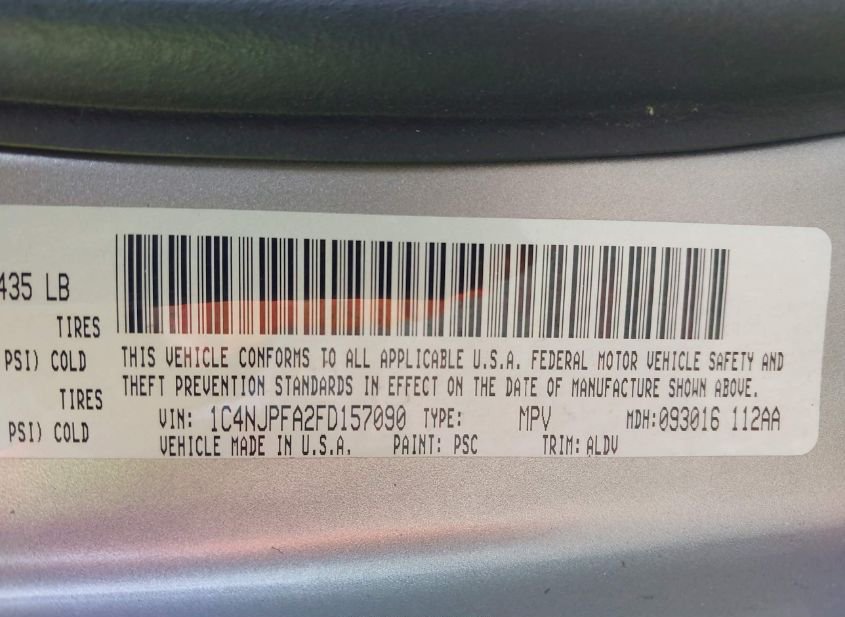 435 LB
TIRES
PSI) COLD
TIRES
PSI) COLD
THIS VEHICLE CONFORMS TO ALL APPLICABLE U.S.A. FEDERAL MOTOR VEHICLE SAFETY AND
THEFT PREVENTION STANDARDS IN EFFECT ON THE DATE OF MANUFACTURE SHOWN ABOVE.
VIN: 1C4NJPFA2FD157090 TYPE: MPV MDH:093016 112AA
VEHICLE MADE IN U.S.A. PAINT: PSC TRIM: ALDV